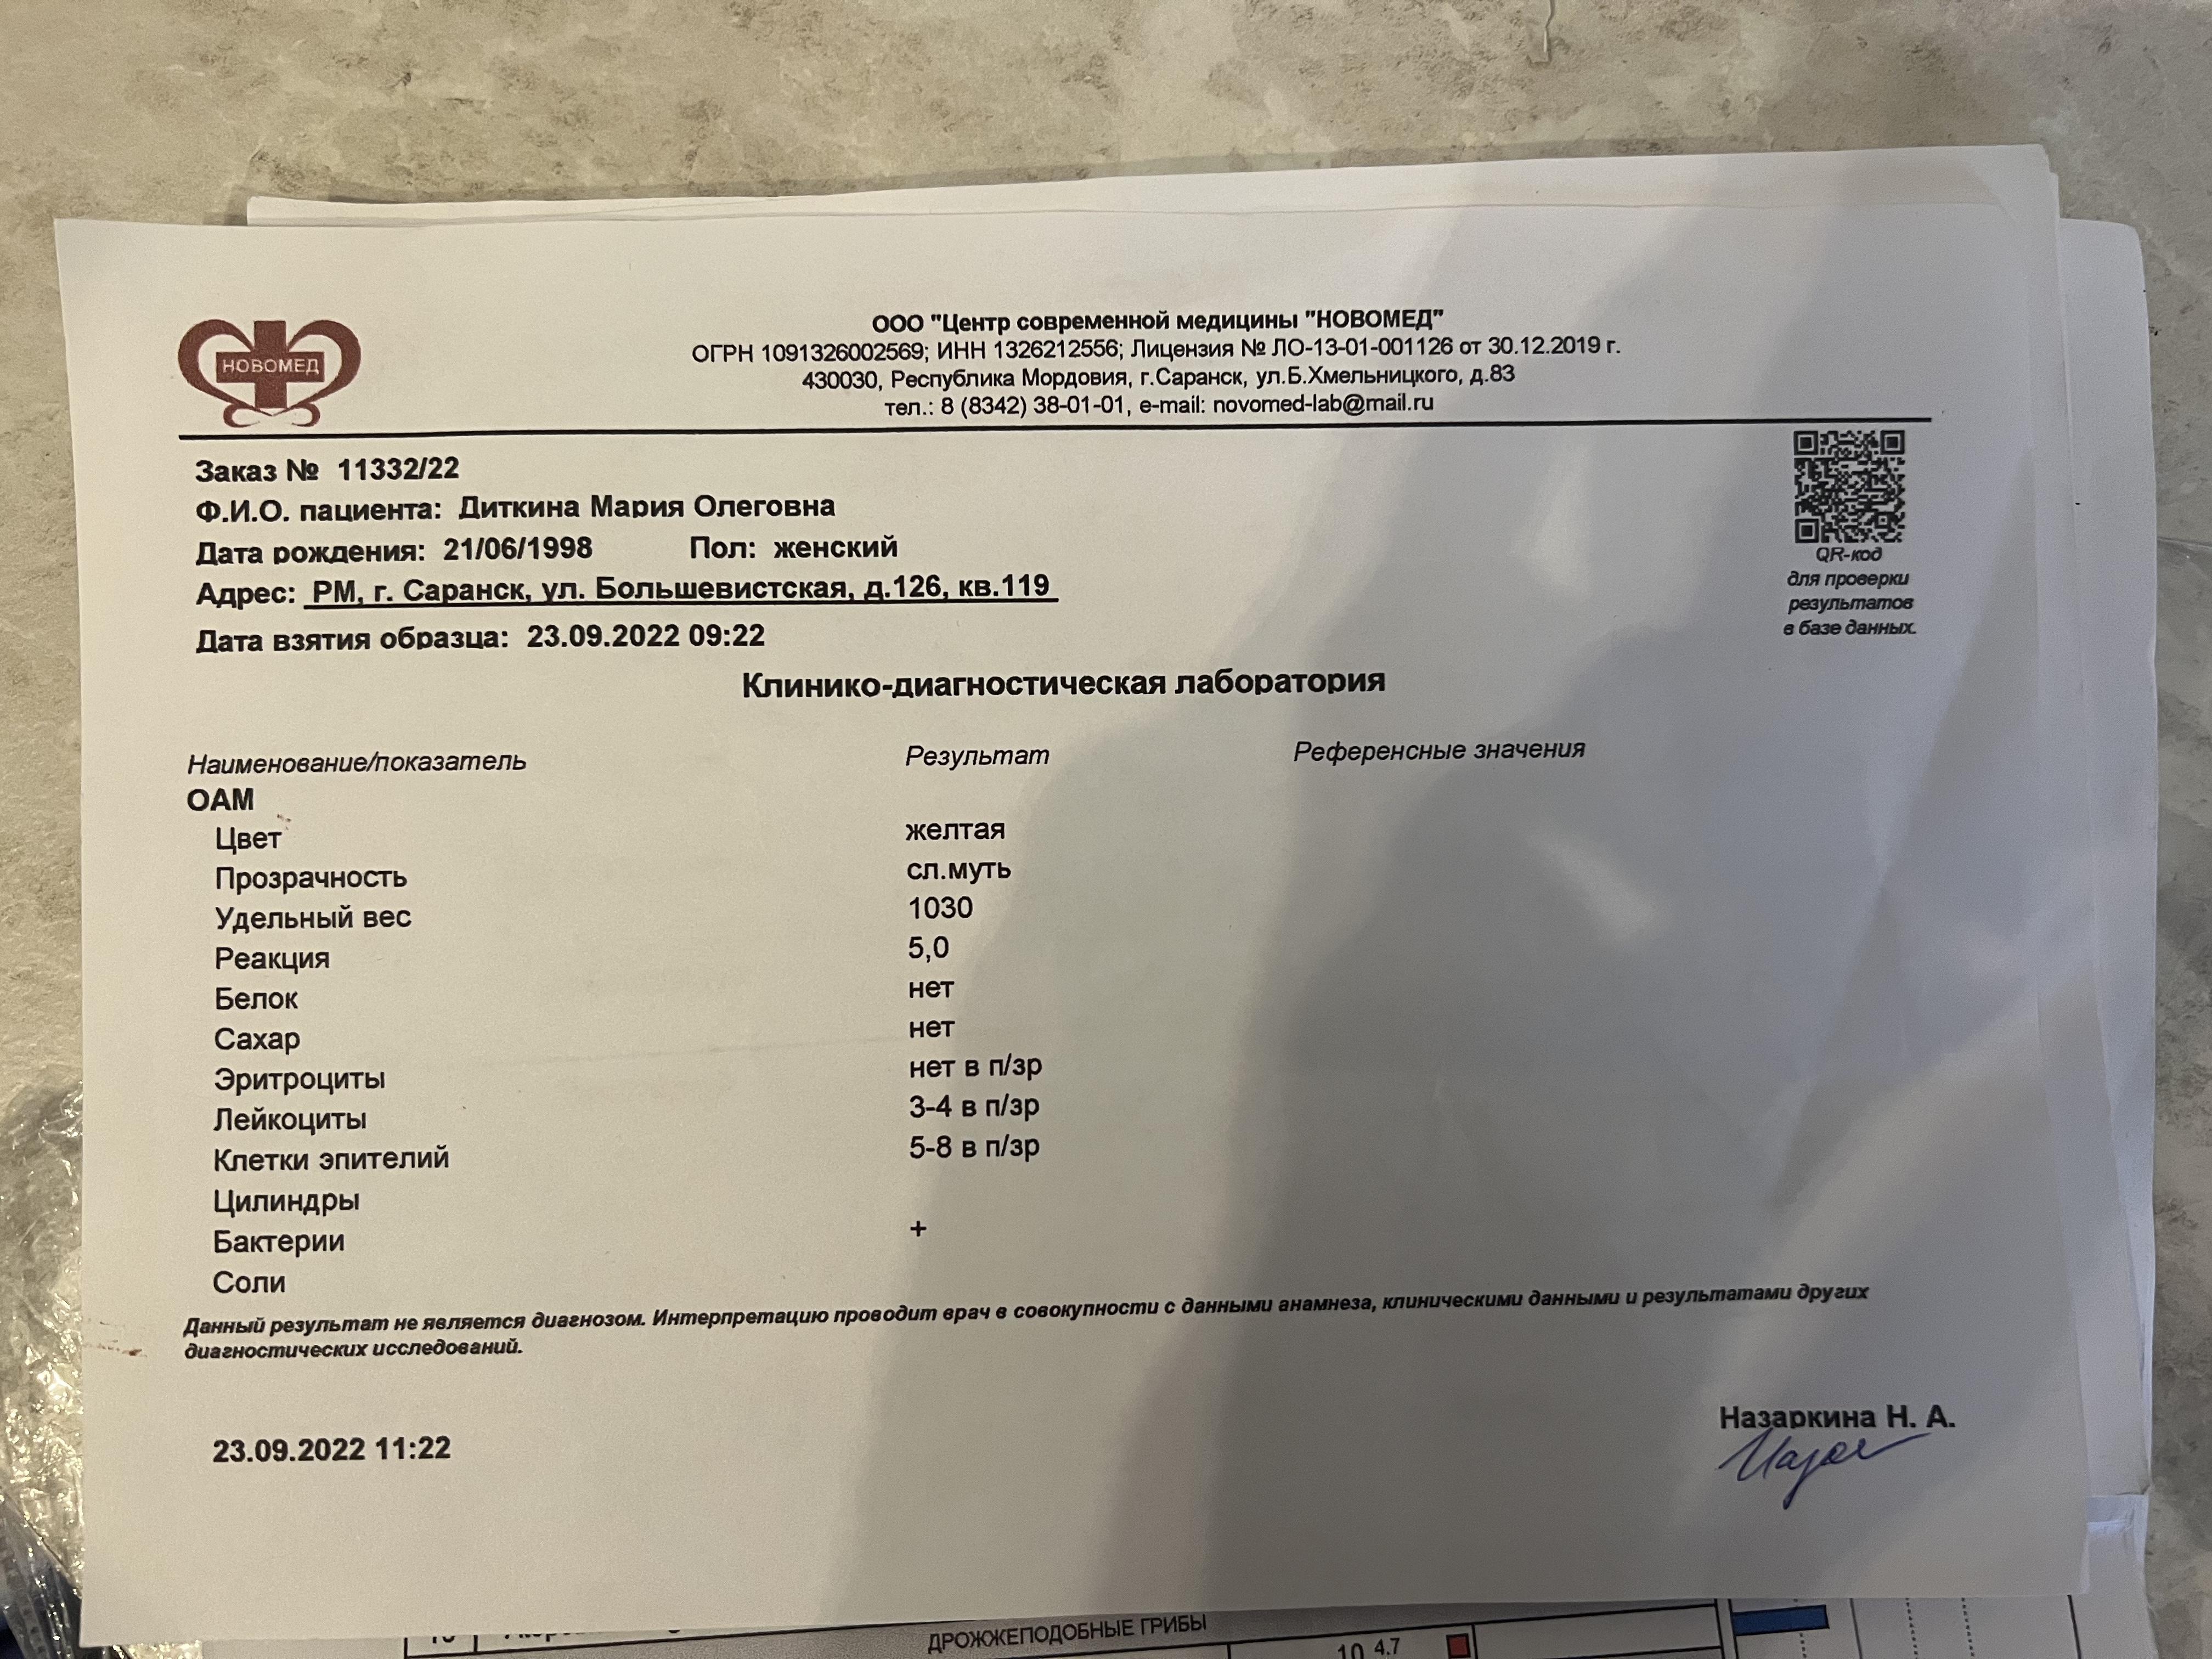 НОВОМЕД
ООО "Центр современной медицины "НОВОМЕД"
ОГРН 1091326002569; ИНН 1326212556; Лицензия № ЛО-13-01-001126 от 30.12.2019 г.
430030, Республика Мордовия, г.Саранск, ул.Б.Хмельницкого, д.83
тел.: 8 (8342) 38-01-01, e-mail: novomed-lab@mail.ru
Заказ № 11332/22
Ф.И.О. пациента: Диткина Мария Олеговна
Дата рождения: 21/06/1998 Пол: женский
Адрес: РМ, г. Саранск, ул. Большевистская, д.126, кв.119
Дата взятия образца: 23.09.2022 09:22
QR-код
для проверки
результатов
в базе данных.
Клинико-диагностическая лаборатория
Наименование/показатель Результат Референсные значения
ОАМ
Цвет желтая
Прозрачность сл.муть
Удельный вес 1030
Реакция 5,0
Белок нет
Сахар нет
Эритроциты нет в п/зр
Лейкоциты 3-4 в п/зр
Клетки эпителий 5-8 в п/зр
Цилиндры
Бактерии +
Соли
Данный результат не является диагнозом. Интерпретацию проводит врач в совокупности с данными анамнеза, клиническими данными и результатами других
диагностических исследований.
23.09.2022 11:22
Назаркина Н. А.
ДРОЖЖЕПОДОБНЫЕ ГРИБЫ
10 4.7